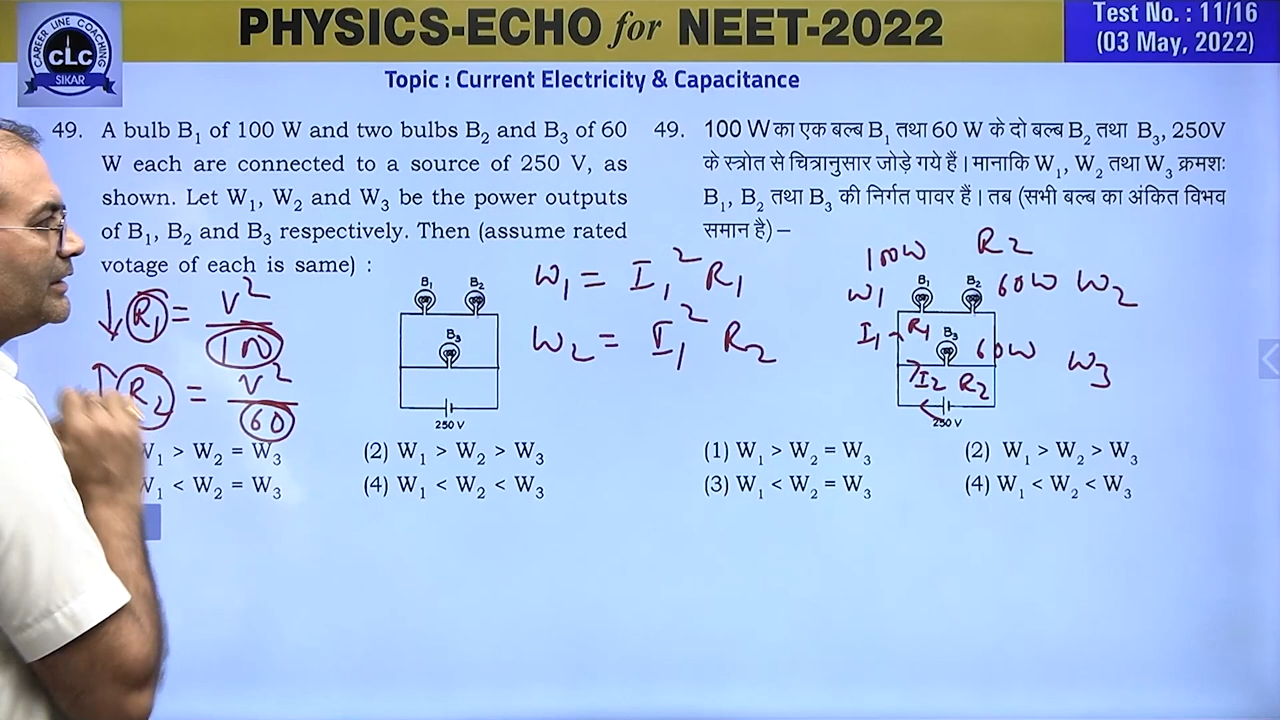 CAREER LINE COACHING
CLC
SIKAR
PHYSICS-ECHO for NEET-2022
Test No. : 11/16
(03 May, 2022)
Topic : Current Electricity & Capacitance
49. A bulb B₁ of 100 W and two bulbs B₂ and B₃ of 60
W each are connected to a source of 250 V, as
shown. Let W₁, W₂ and W₃ be the power outputs
of B₁, B₂ and B₃ respectively. Then (assume rated
votage of each is same) :
B₁ B₂
B₃
250 V
R₁ = V² / 100
R₂ = V² / 60
W₁ = I₁² R₁
W₂ = I₁² R₂
W₁ > W₂ = W₃
(2) W₁ > W₂ > W₃
W₁ < W₂ = W₃
(4) W₁ < W₂ < W₃
49. 100 W का एक बल्ब B₁ तथा 60 W के दो बल्ब B₂ तथा B₃, 250V
के स्त्रोत से चित्रानुसार जोड़े गये हैं। मानाकि W₁, W₂ तथा W₃ क्रमशः
B₁, B₂ तथा B₃ की निर्गत पावर हैं। तब (सभी बल्ब का अंकित विभव
समान है) –
100W R2
W₁ B₁ B₂ 60W W₂
I₁ R₁ B₃ 60W W₃
I₂ R₂
250 V
(1) W₁ > W₂ = W₃
(2) W₁ > W₂ > W₃
(3) W₁ < W₂ = W₃
(4) W₁ < W₂ < W₃